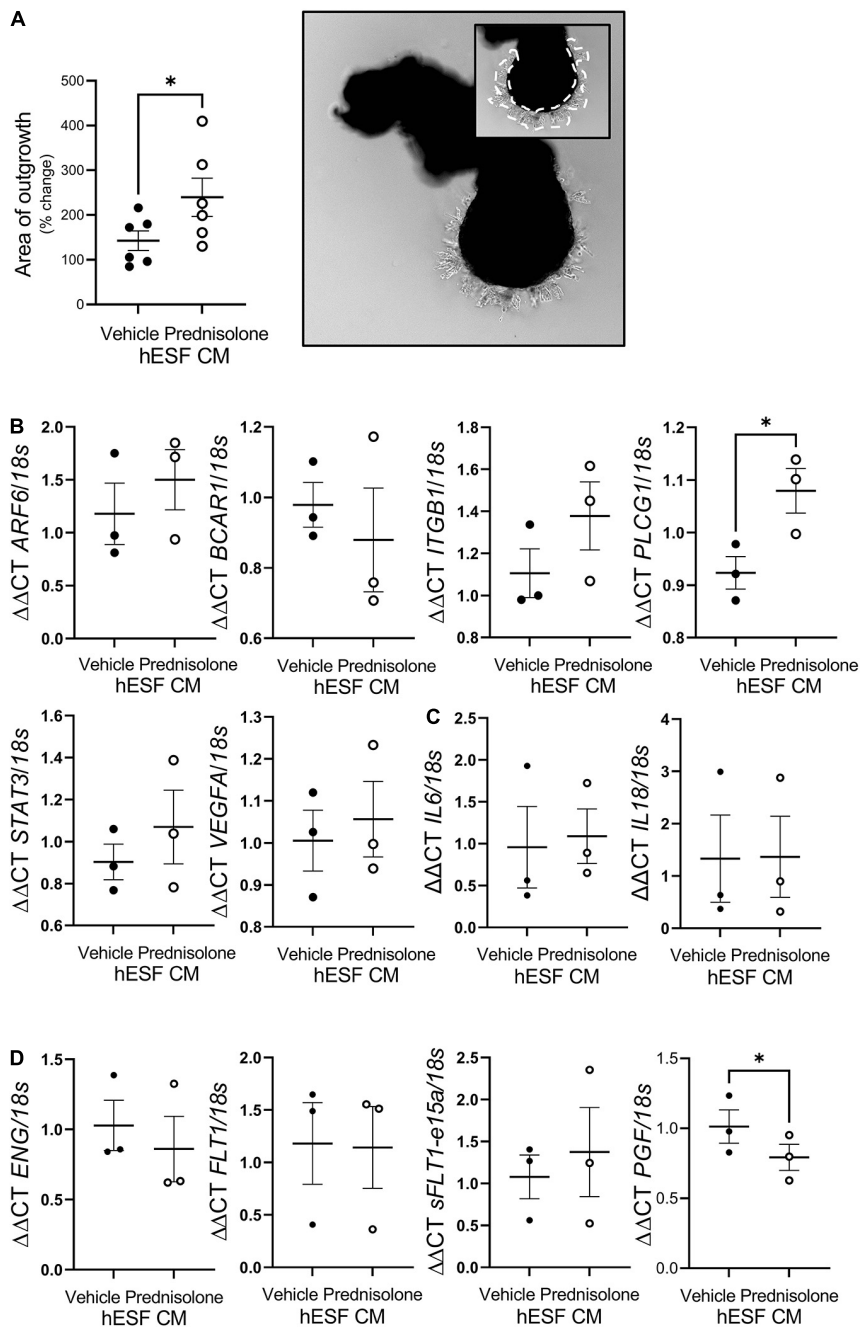 A
*
Area of outgrowth
(% change)
500
400
300
200
100
0
Vehicle Prednisolone
hESF CM
B
ΔΔCT ARF6/18s
2.0
1.5
1.0
0.5
0.0
Vehicle Prednisolone
hESF CM
ΔΔCT BCAR1/18s
1.2
1.0
0.8
0.6
Vehicle Prednisolone
hESF CM
ΔΔCT ITGB1/18s
1.8
1.6
1.4
1.2
1.0
0.8
Vehicle Prednisolone
hESF CM
*
ΔΔCT PLCG1/18s
1.2
1.1
1.0
0.9
0.8
Vehicle Prednisolone
hESF CM
ΔΔCT STAT3/18s
1.6
1.4
1.2
1.0
0.8
0.6
Vehicle Prednisolone
hESF CM
ΔΔCT VEGFA/18s
1.3
1.2
1.1
1.0
0.9
0.8
Vehicle Prednisolone
hESF CM
C
ΔΔCT IL6/18s
2.5
2.0
1.5
1.0
0.5
0.0
Vehicle Prednisolone
hESF CM
ΔΔCT IL18/18s
4
3
2
1
0
Vehicle Prednisolone
hESF CM
D
ΔΔCT ENG/18s
1.5
1.0
0.5
0.0
Vehicle Prednisolone
hESF CM
ΔΔCT FLT1/18s
2.0
1.5
1.0
0.5
0.0
Vehicle Prednisolone
hESF CM
ΔΔCT sFLT1-e15a/18s
2.5
2.0
1.5
1.0
0.5
0.0
Vehicle Prednisolone
hESF CM
*
ΔΔCT PGF/18s
1.5
1.0
0.5
0.0
Vehicle Prednisolone
hESF CM